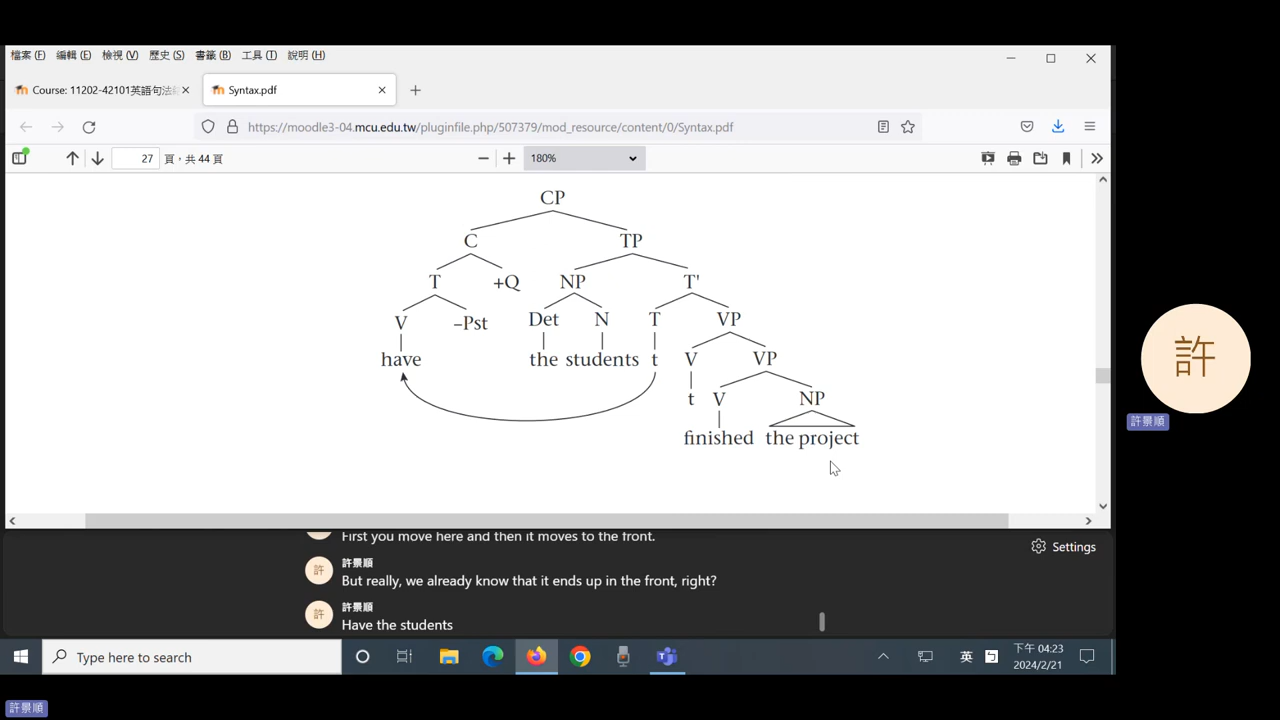 檔案 (F) 編輯 (E) 檢視 (V) 歷史 (S) 書籤 (B) 工具 (T) 說明 (H)
Course: 11202-42101英語句法 Syntax.pdf
https://moodle3-04.mcu.edu.tw/pluginfile.php/507379/mod_resource/content/0/Syntax.pdf
27 頁，共 44 頁 180%
CP
C TP
T +Q NP T'
V –Pst Det N T VP
have the students t V VP
t V NP
finished the project
許
許景順
First you move here and then it moves to the front.
Settings
許景順
許 But really, we already know that it ends up in the front, right?
許景順
許 Have the students
Type here to search 英 下午 04:23
2024/2/21
許景順